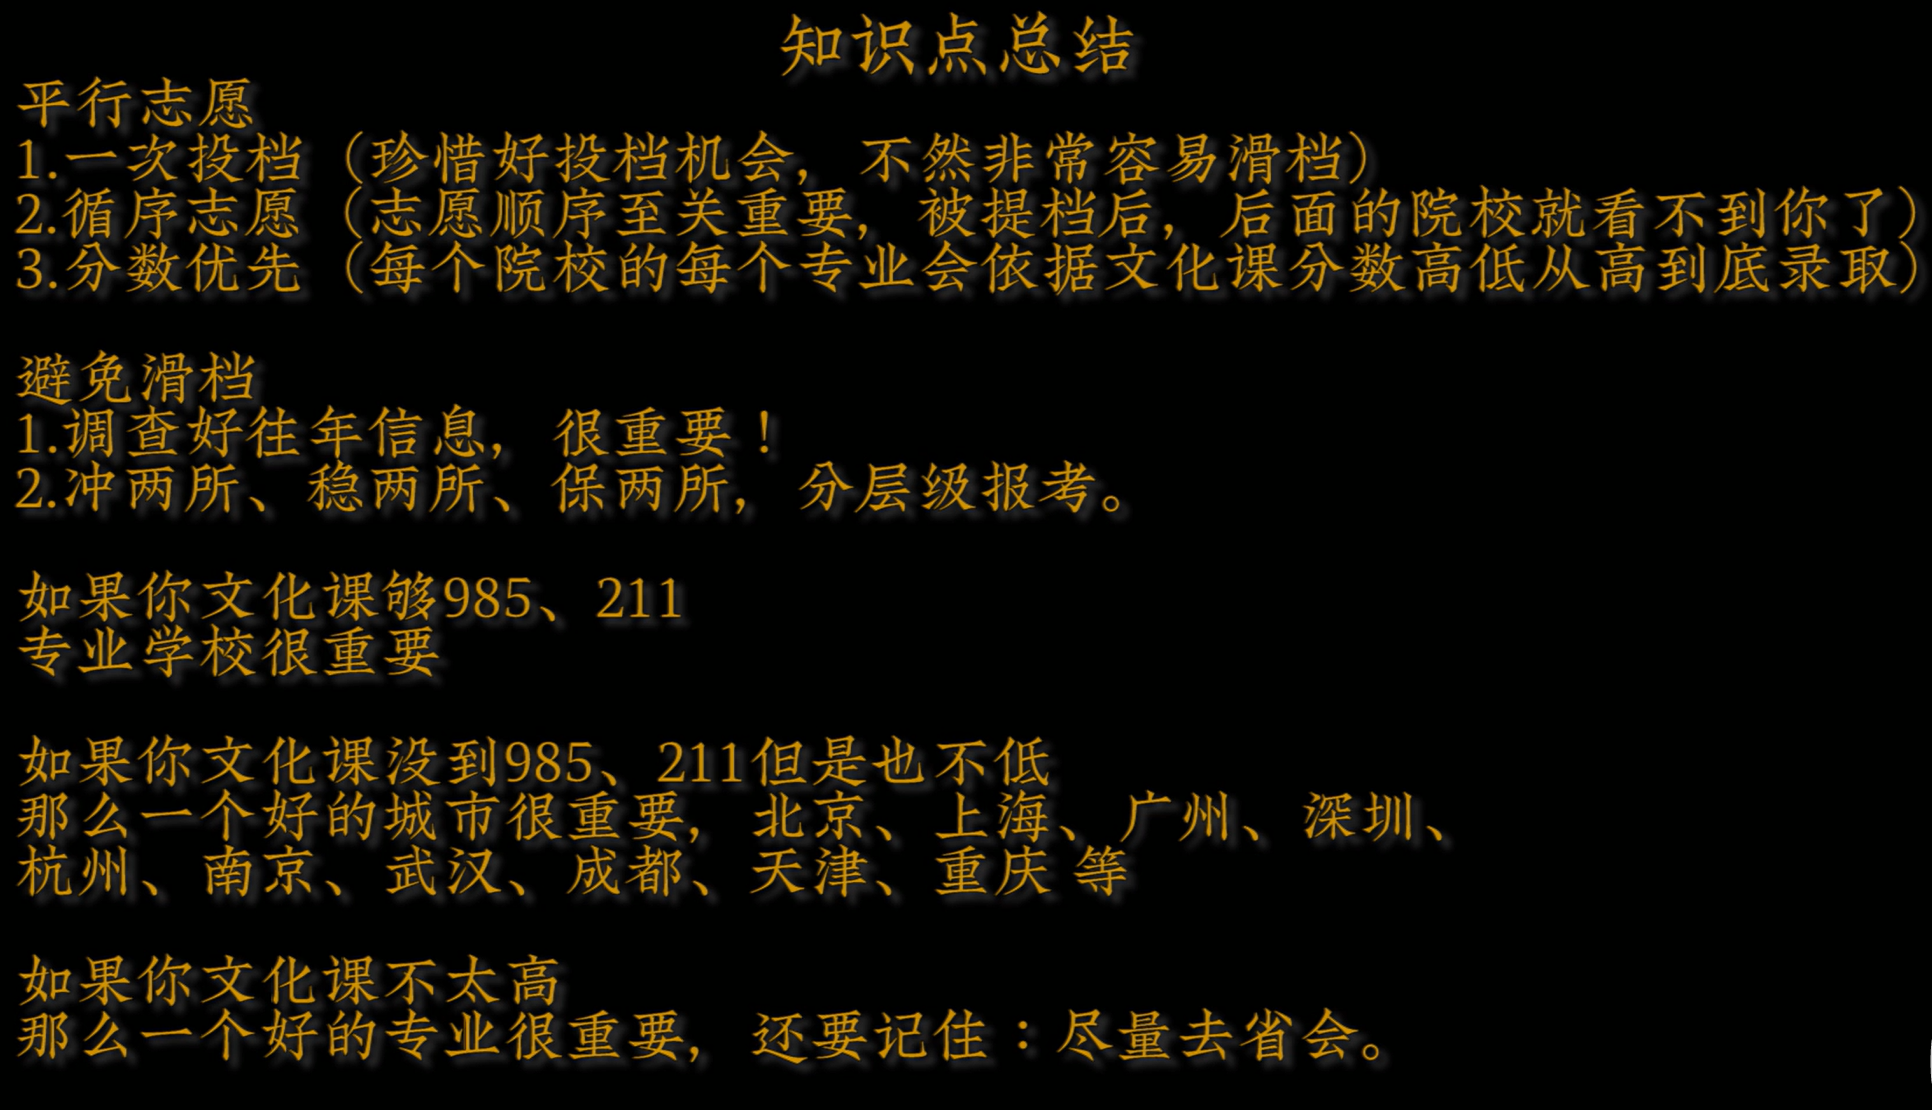 知识点总结
平行志愿
1.一次投档（珍惜好投档机会，不然非常容易滑档）
2.循序志愿（志愿顺序至关重要，被提档后，后面的院校就看不到你了）
3.分数优先（每个院校的每个专业会依据文化课分数高低从高到底录取）
避免滑档
1.调查好往年信息，很重要！
2.冲两所、稳两所、保两所，分层级报考。
如果你文化课够985、211
专业学校很重要
如果你文化课没到985、211但是也不低
那么一个好的城市很重要，北京、上海、广州、深圳、
杭州、南京、武汉、成都、天津、重庆 等
如果你文化课不太高
那么一个好的专业很重要，还要记住：尽量去省会。